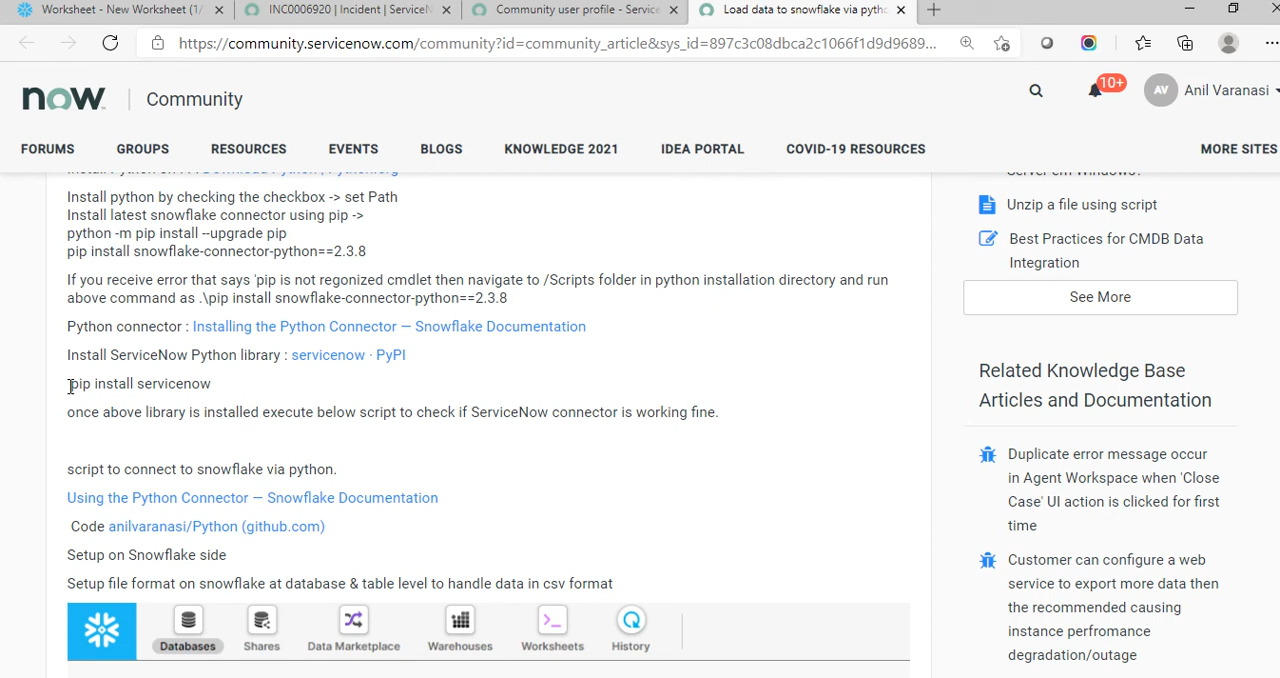 Worksheet - New Worksheet (1/
INC0006920 | Incident | ServiceN
Community user profile - Service
Load data to snowflake via pytho
https://community.servicenow.com/community?id=community_article&sys_id=897c3c08dbca2c1066f1d9d9689...
now
Community
10+
AV
Anil Varanasi
FORUMS
GROUPS
RESOURCES
EVENTS
BLOGS
KNOWLEDGE 2021
IDEA PORTAL
COVID-19 RESOURCES
MORE SITES
Install python by checking the checkbox -> set Path
Install latest snowflake connector using pip ->
python -m pip install --upgrade pip
pip install snowflake-connector-python==2.3.8
If you receive error that says 'pip is not regonized cmdlet then navigate to /Scripts folder in python installation directory and run
above command as .\pip install snowflake-connector-python==2.3.8
Python connector : Installing the Python Connector — Snowflake Documentation
Install ServiceNow Python library : servicenow · PyPI
pip install servicenow
once above library is installed execute below script to check if ServiceNow connector is working fine.
script to connect to snowflake via python.
Using the Python Connector — Snowflake Documentation
Code anilvaranasi/Python (github.com)
Setup on Snowflake side
Setup file format on snowflake at database & table level to handle data in csv format
Databases
Shares
Data Marketplace
Warehouses
Worksheets
History
Unzip a file using script
Best Practices for CMDB Data
Integration
See More
Related Knowledge Base
Articles and Documentation
Duplicate error message occur
in Agent Workspace when 'Close
Case' UI action is clicked for first
time
Customer can configure a web
service to export more data then
the recommended causing
instance perfromance
degradation/outage